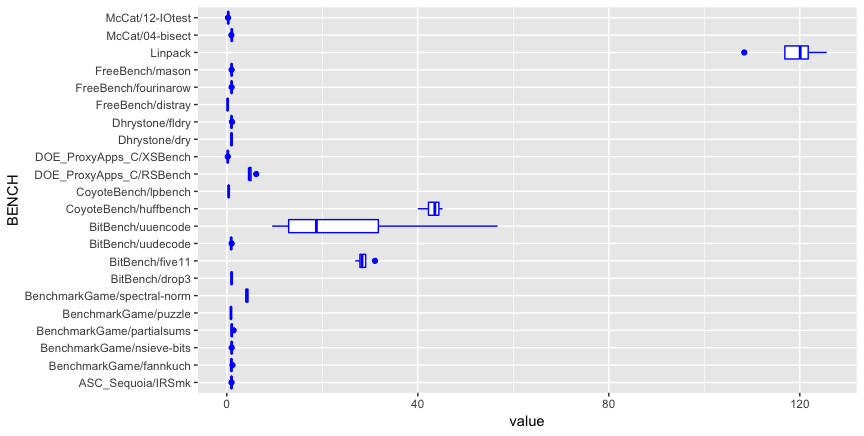 McCat/12-IOtest
McCat/04-bisect
Linpack
FreeBench/mason
FreeBench/fourinarow
FreeBench/distray
Dhrystone/fldry
Dhrystone/dry
DOE_ProxyApps_C/XSBench
DOE_ProxyApps_C/RSBench
CoyoteBench/lpbench
CoyoteBench/huffbench
BitBench/uuencode
BitBench/uudecode
BitBench/five11
BitBench/drop3
BenchmarkGame/spectral-norm
BenchmarkGame/puzzle
BenchmarkGame/partialsums
BenchmarkGame/nsieve-bits
BenchmarkGame/fannkuch
ASC_Sequoia/IRSmk
BENCH
0 40 80 120
value